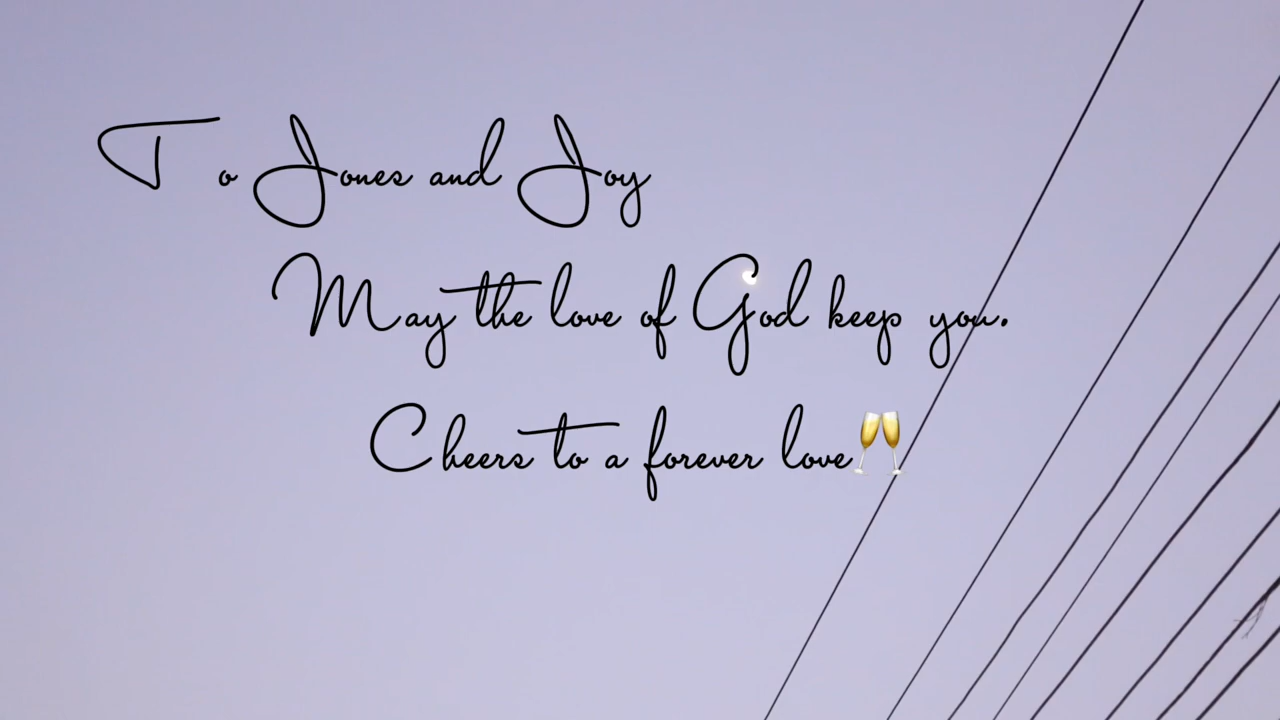 To Jones and Joy
May the love of God keep you.
Cheers to a forever love🥂